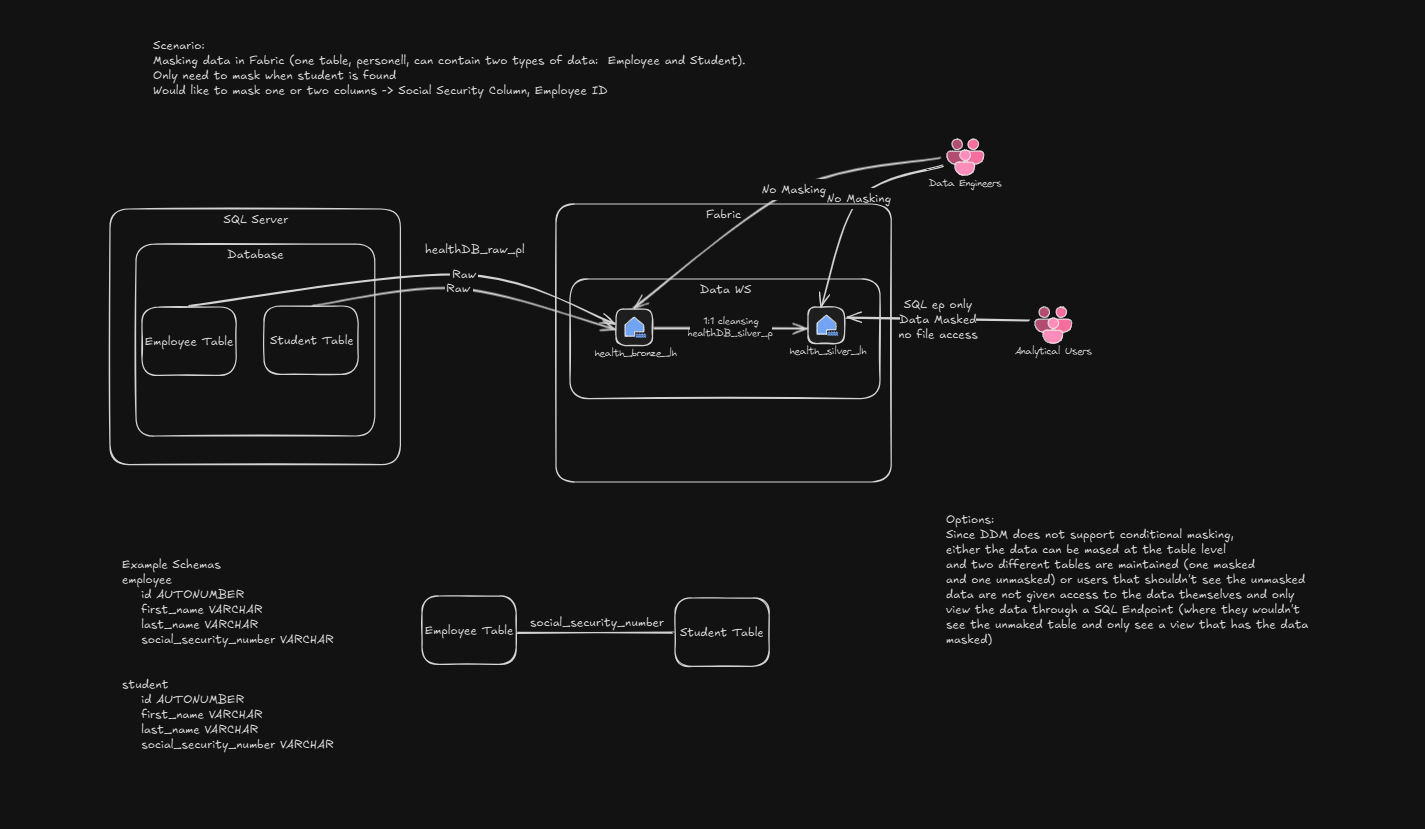 Scenario:
Masking data in Fabric (one table, personell, can contain two types of data:  Employee and Student).
Only need to mask when student is found
Would like to mask one or two columns -> Social Security Column, Employee ID
Data Engineers
No Masking
No Masking
SQL Server
Fabric
Database
healthDB_raw_pl
Raw
Raw
Data WS
Employee Table
Student Table
1:1 cleansing
healthDB_silver_p
health_bronze_lh
health_silver_lh
SQL ep only
Data Masked
no file access
Analytical Users
Options:
Since DDM does not support conditional masking,
either the data can be mased at the table level
and two different tables are maintained (one masked
and one unmasked) or users that shouldn't see the unmasked
data are not given access to the data themselves and only
view the data through a SQL Endpoint (where they wouldn't
see the unmaked table and only see a view that has the data
masked)
Example Schemas
employee
id AUTONUMBER
first_name VARCHAR
last_name VARCHAR
social_security_number VARCHAR
Employee Table
social_security_number
Student Table
student
id AUTONUMBER
first_name VARCHAR
last_name VARCHAR
social_security_number VARCHAR